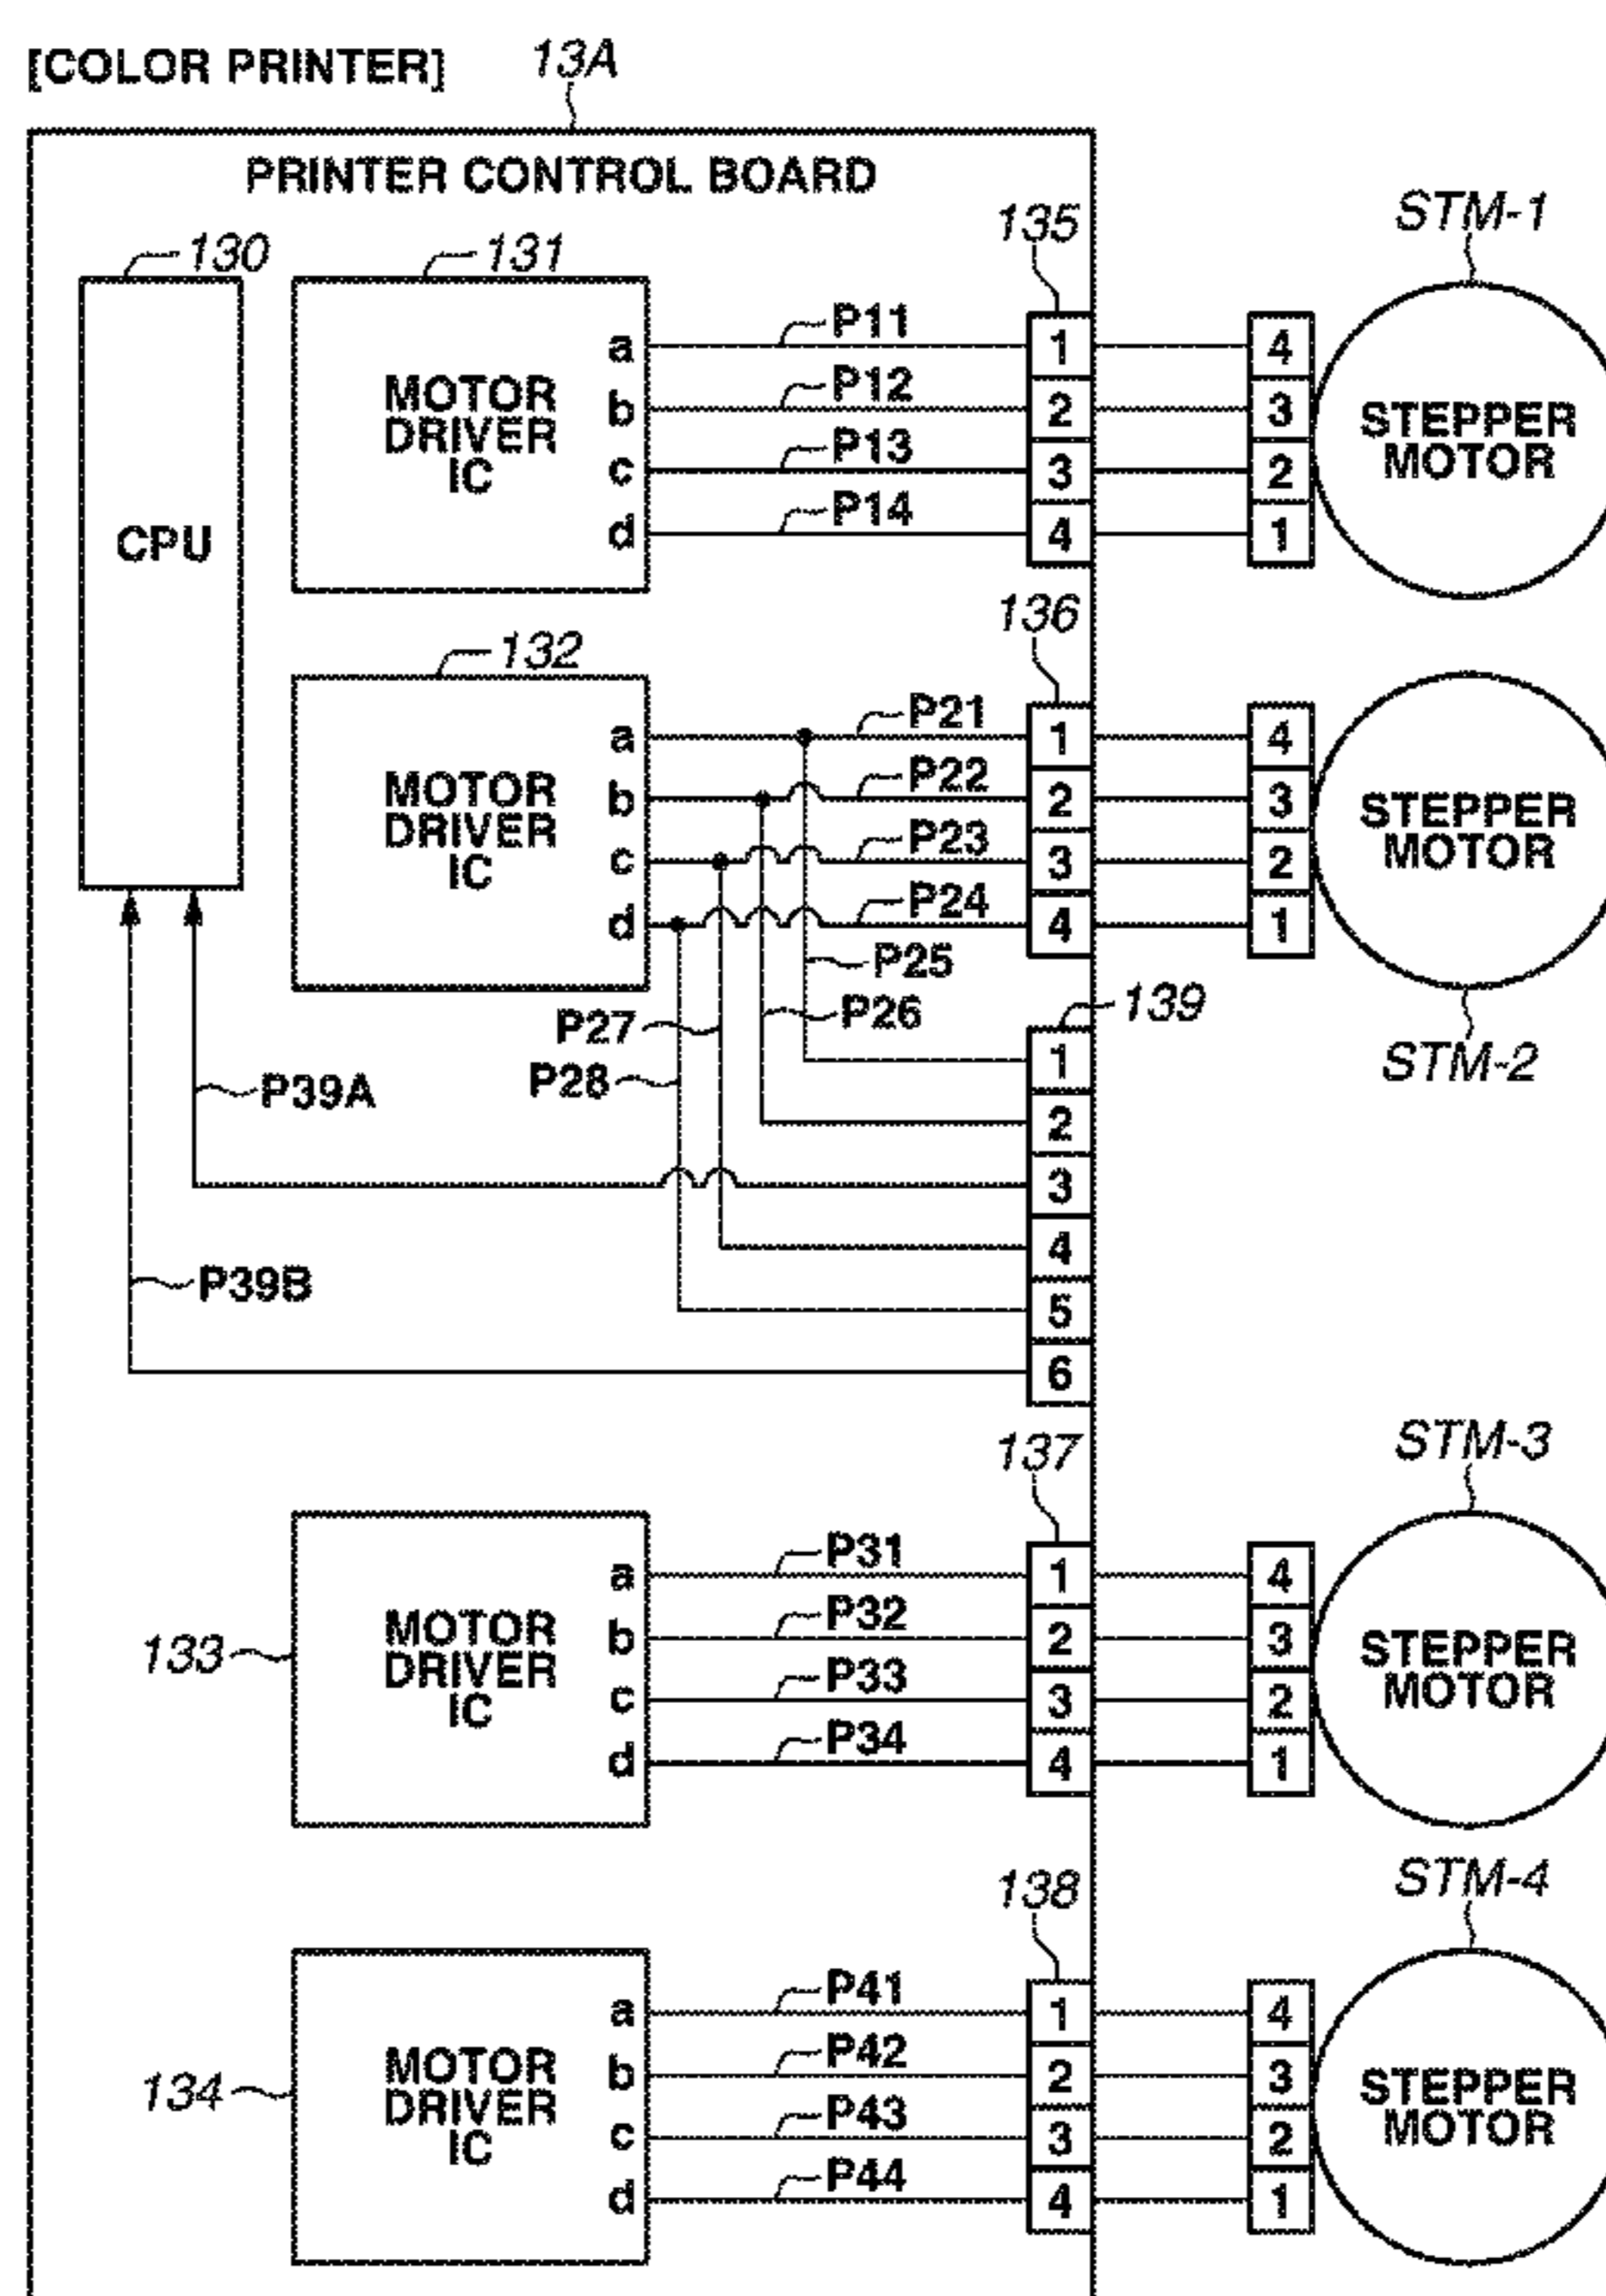 [COLOR PRINTER]
13A
PRINTER CONTROL BOARD
130
CPU
131
MOTOR
DRIVER
IC
a
b
c
d
P11
P12
P13
P14
135
1
2
3
4
4
3
2
1
STM-1
STEPPER
MOTOR
132
MOTOR
DRIVER
IC
a
b
c
d
P21
P22
P23
P24
136
1
2
3
4
4
3
2
1
STEPPER
MOTOR
STM-2
P25
P26
P27
P28
139
1
2
3
4
5
6
P39A
P39B
133
MOTOR
DRIVER
IC
a
b
c
d
P31
P32
P33
P34
137
1
2
3
4
4
3
2
1
STM-3
STEPPER
MOTOR
134
MOTOR
DRIVER
IC
a
b
c
d
P41
P42
P43
P44
138
1
2
3
4
4
3
2
1
STM-4
STEPPER
MOTOR